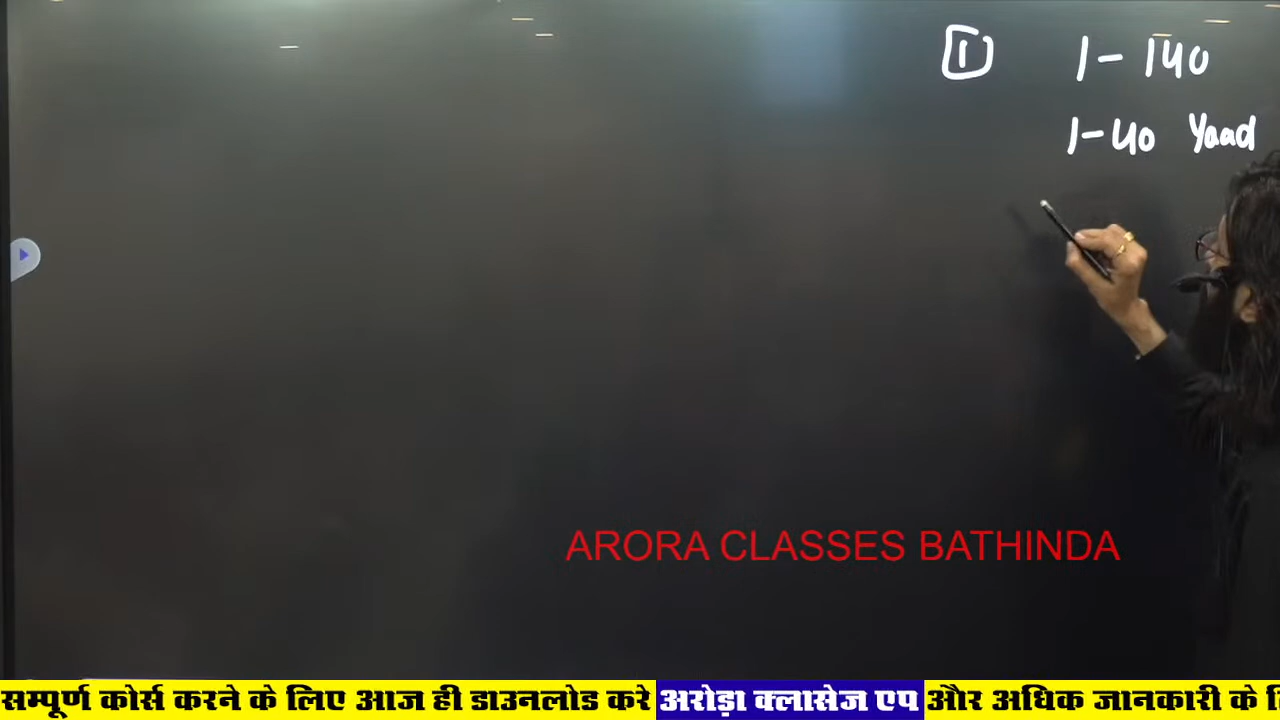 1 1 - 140
1 - 40 Yaad
ARORA CLASSES BATHINDA
सम्पूर्ण कोर्स करने के लिए आज ही डाउनलोड करे अरोड़ा क्लासेज एप और अधिक जानकारी के